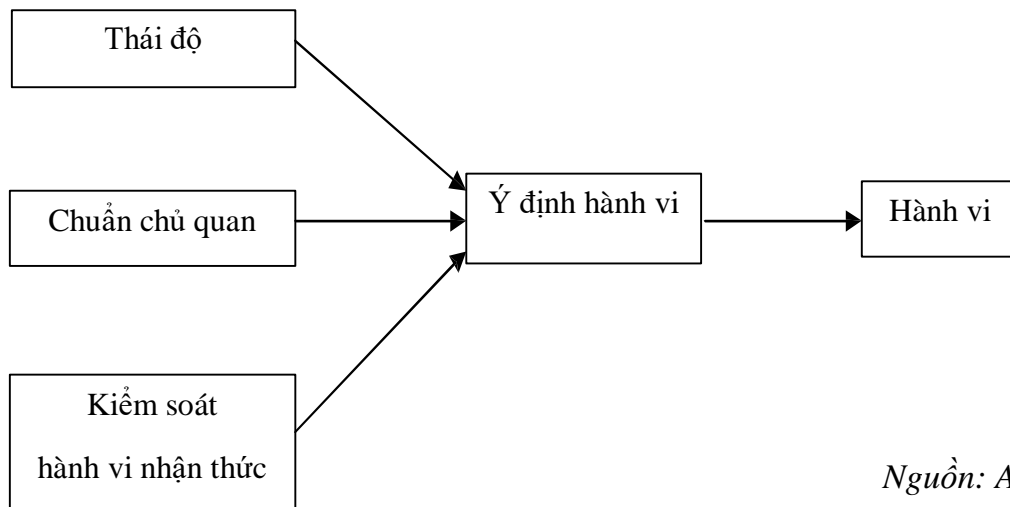 Thái độ
Chuẩn chủ quan
Ý định hành vi
Hành vi
Kiểm soát
hành vi nhận thức
Nguồn: A